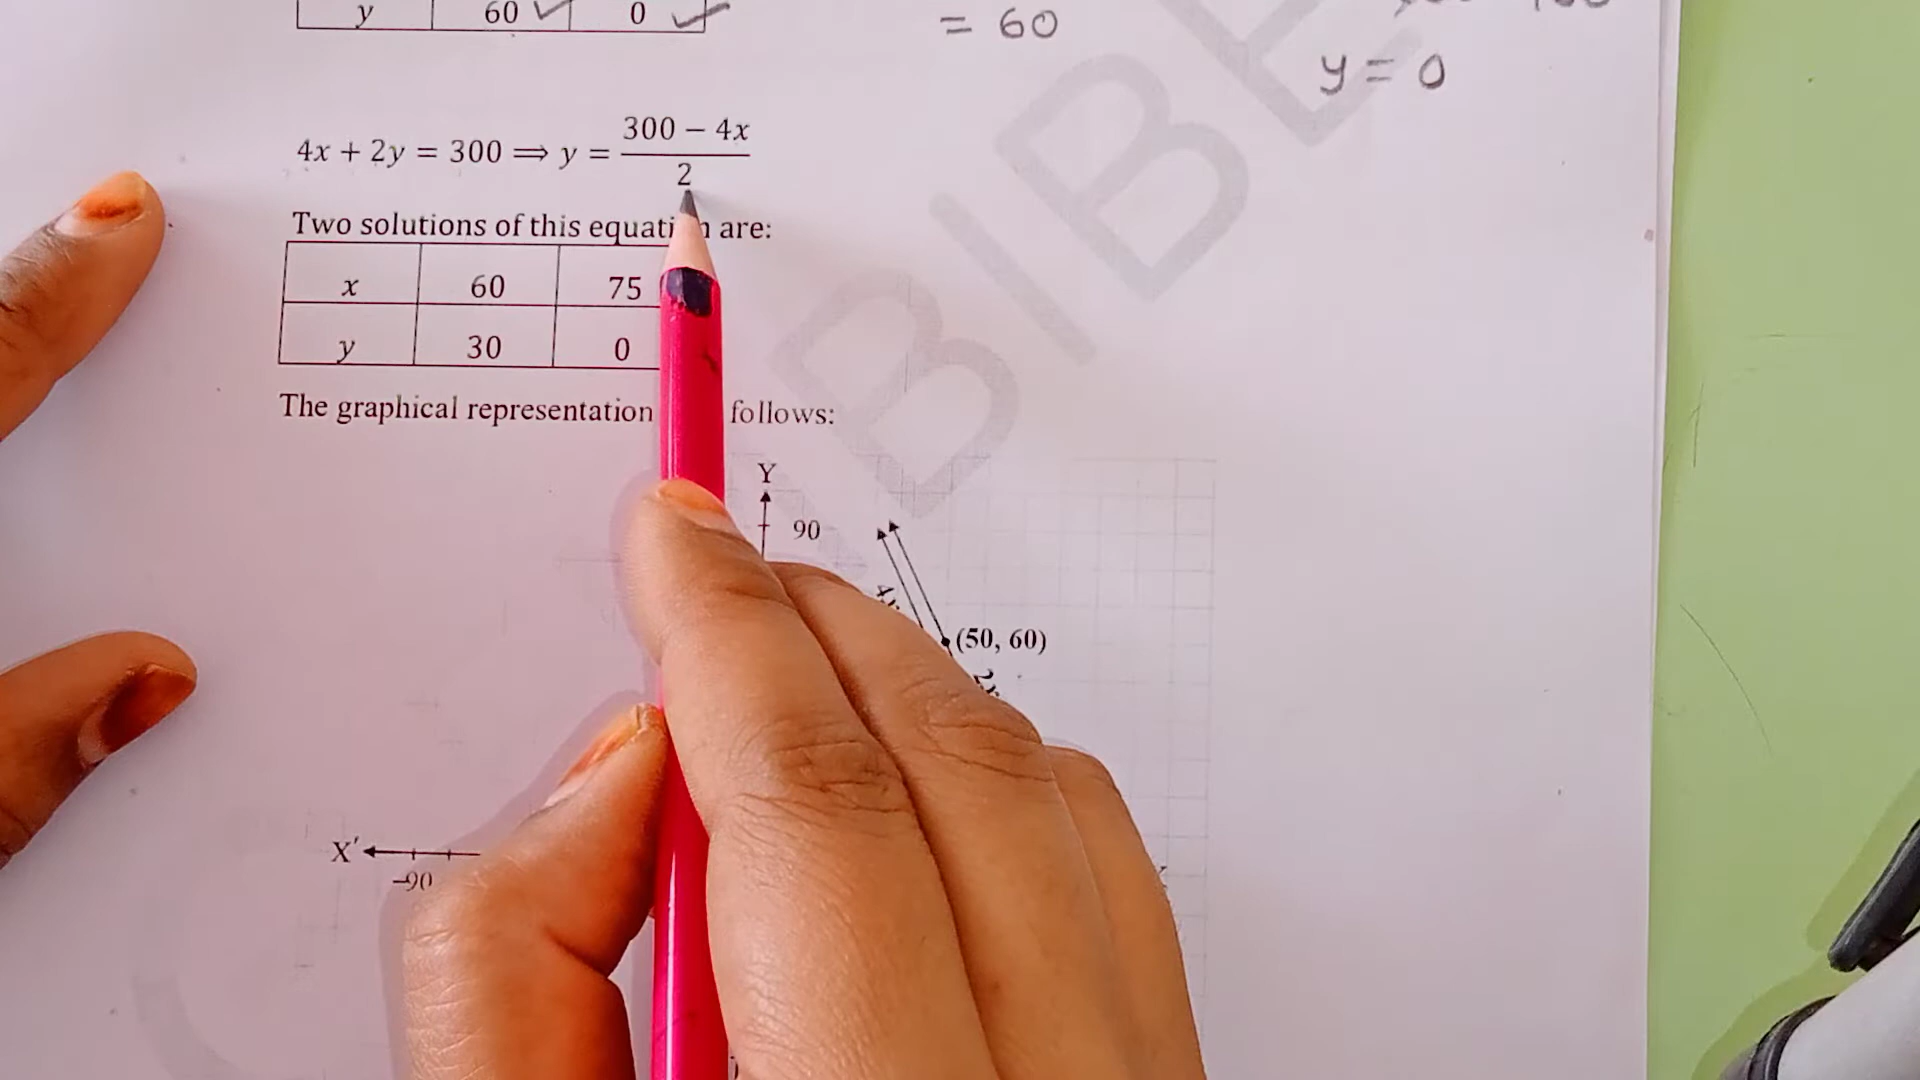 y 60 0
= 60
y = 0
4x + 2y = 300 ⟹ y = 300 − 4x / 2
Two solutions of this are:
x 60 75
y 30 0
The graphical representation follows:
Y
90
(50, 60)
X′
–90